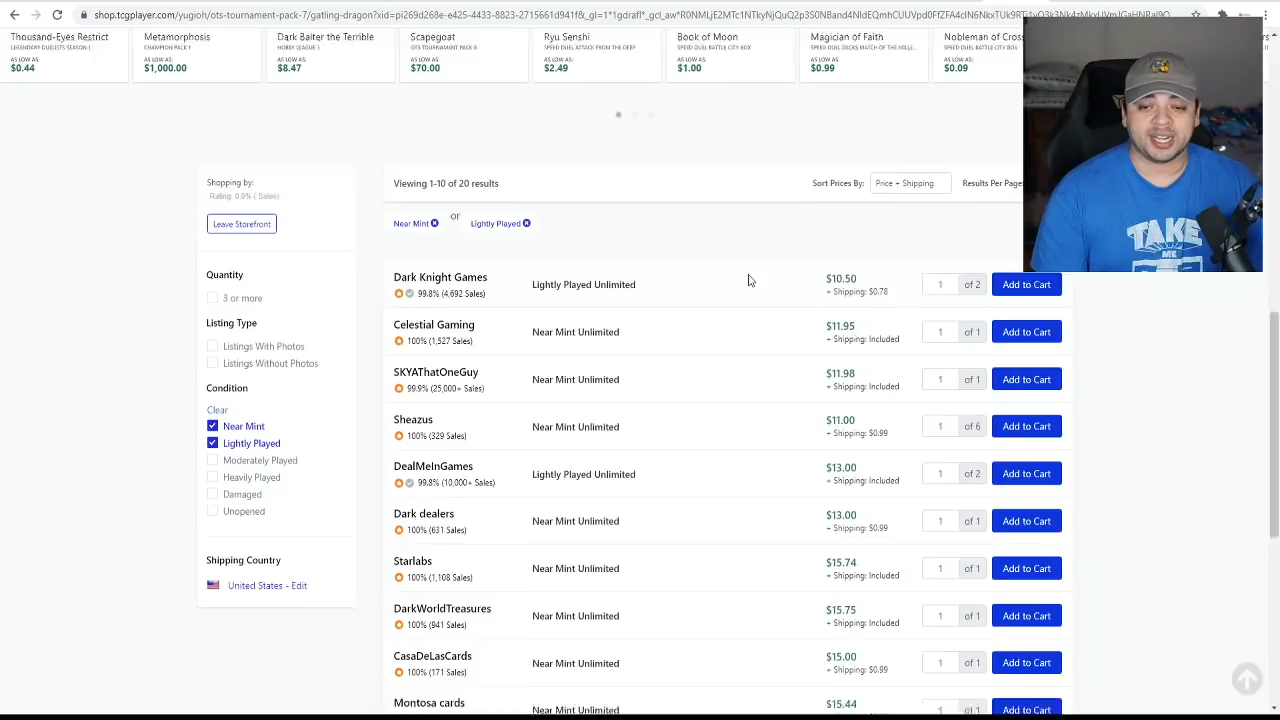 Thousand-Eyes Restrict
LEGENDARY DUELISTS SEASON 1
AS LOW AS:
$0.44
Metamorphosis
CHAMPION PACK 1
AS LOW AS:
$1,000.00
Dark Balter the Terrible
HOBBY LEAGUE 3
AS LOW AS:
$8.47
Scapegoat
OTS TOURNAMENT PACK 8
AS LOW AS:
$70.00
Ryu Senshi
SPEED DUEL ATTACK FROM THE DEEP
AS LOW AS:
$2.49
Book of Moon
SPEED DUEL BATTLE CITY BOX
AS LOW AS:
$1.00
Magician of Faith
SPEED DUEL DECKS MATCH OF THE MILLE...
AS LOW AS:
$0.99
Nobleman of Cross
SPEED DUEL BATTLE CITY BOX
AS LOW AS:
$0.09
Shopping by:
Rating: 0.0% ( Sales)
Leave Storefront
Quantity
3 or more
Listing Type
Listings With Photos
Listings Without Photos
Condition
Clear
Near Mint
Lightly Played
Moderately Played
Heavily Played
Damaged
Unopened
Shipping Country
United States - Edit
Viewing 1-10 of 20 results
Sort Prices By:
Price + Shipping
Results Per Page
Near Mint
or
Lightly Played
Dark Knight Games
99.8% (4,692 Sales)
Lightly Played Unlimited
$10.50
+ Shipping: $0.78
1 of 2
Add to Cart
Celestial Gaming
100% (1,527 Sales)
Near Mint Unlimited
$11.95
+ Shipping: Included
1 of 1
Add to Cart
SKYAThatOneGuy
99.9% (25,000+ Sales)
Near Mint Unlimited
$11.98
+ Shipping: Included
1 of 1
Add to Cart
Sheazus
100% (329 Sales)
Near Mint Unlimited
$11.00
+ Shipping: $0.99
1 of 6
Add to Cart
DealMeInGames
99.8% (10,000+ Sales)
Lightly Played Unlimited
$13.00
+ Shipping: Included
1 of 2
Add to Cart
Dark dealers
100% (631 Sales)
Near Mint Unlimited
$13.00
+ Shipping: $0.99
1 of 1
Add to Cart
Starlabs
100% (1,108 Sales)
Near Mint Unlimited
$15.74
+ Shipping: Included
1 of 1
Add to Cart
DarkWorldTreasures
100% (941 Sales)
Near Mint Unlimited
$15.75
+ Shipping: Included
1 of 1
Add to Cart
CasaDeLasCards
100% (171 Sales)
Near Mint Unlimited
$15.00
+ Shipping: $0.99
1 of 1
Add to Cart
Montosa cards
Near Mint Unlimited
$15.44
1 of 1
Add to Cart
TAKE
ME